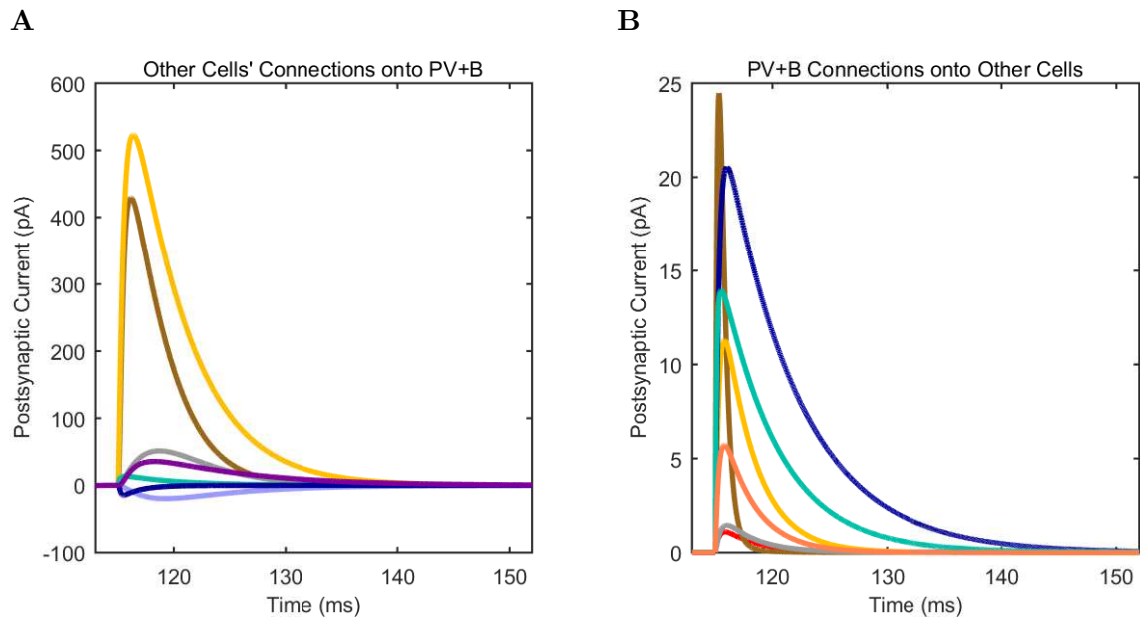 A
B
Other Cells' Connections onto PV+B
PV+B Connections onto Other Cells
600
500
400
300
200
100
0
-100
Postsynaptic Current (pA)
120
130
140
150
Time (ms)
25
20
15
10
5
0
Postsynaptic Current (pA)
120
130
140
150
Time (ms)